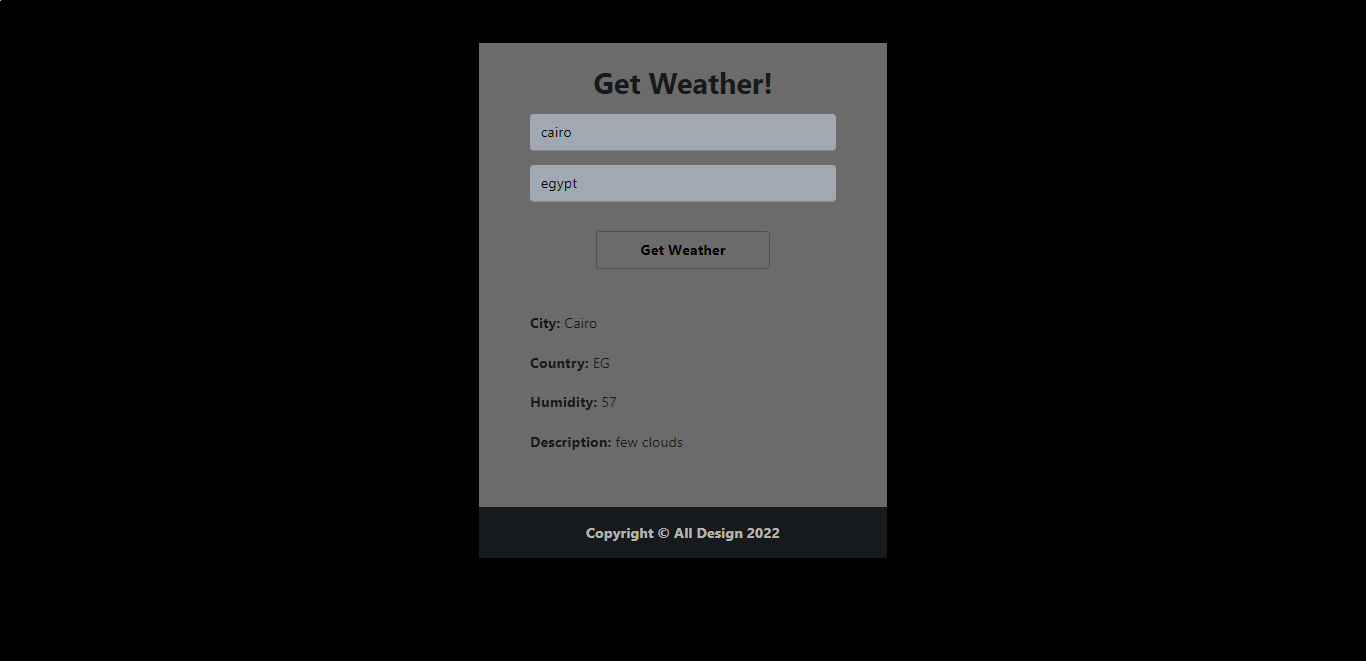 Get Weather!
cairo
egypt
Get Weather
City: Cairo
Country: EG
Humidity: 57
Description: few clouds
Copyright © All Design 2022